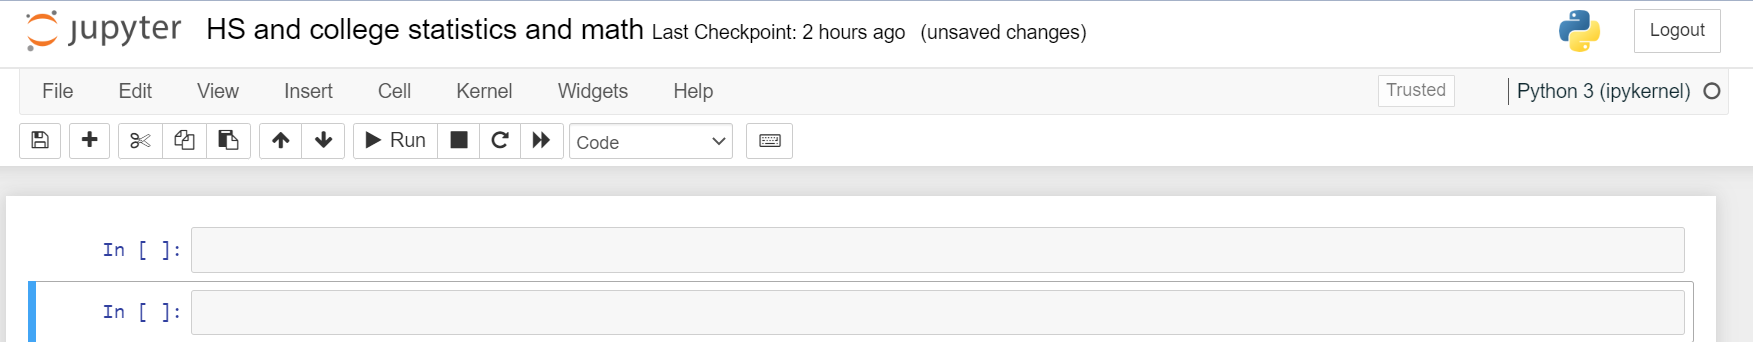 jupyter HS and college statistics and math Last Checkpoint: 2 hours ago (unsaved changes) Logout
File Edit View Insert Cell Kernel Widgets Help Trusted Python 3 (ipykernel)
Run Code
In [ ]:
In [ ]: